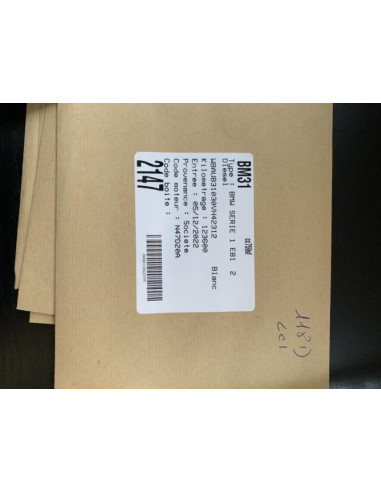 BM31
Type : BMW SERIE 1 E81 2
Diesel
WBAUB31030VH42312 Blanc
Kilometrage : 123600
Entree : 05/12/2022
Provenance : Societe
Code moteur : N47D20A
Code boite :
2147
118D